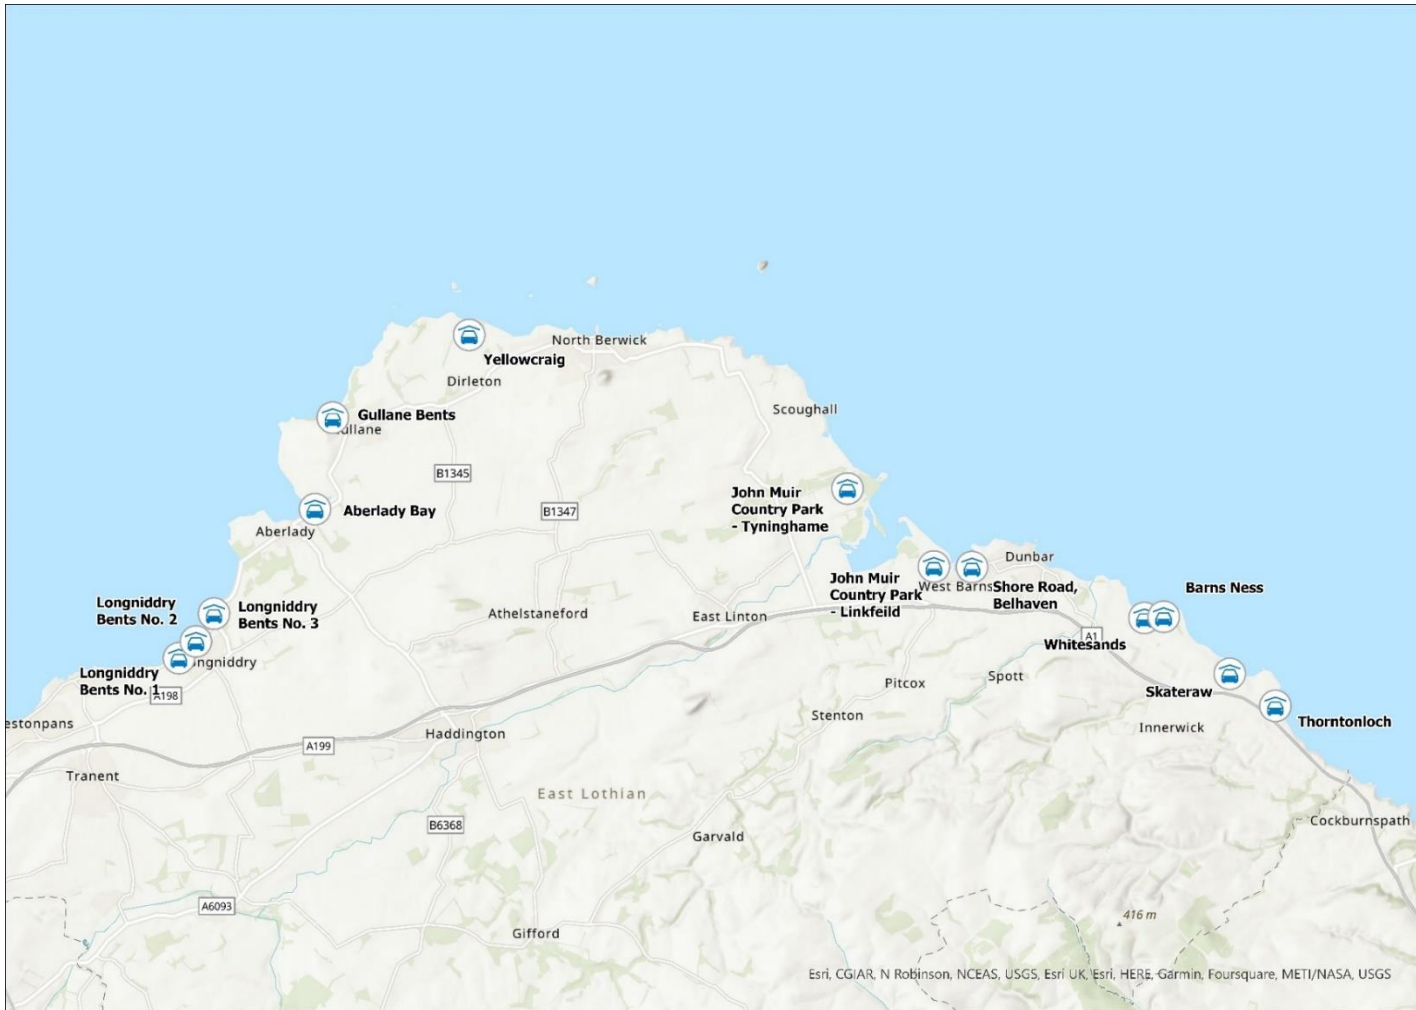 North Berwick
Yellowcraig
Dirleton
Gullane Bents
ullane
Scoughall
B1345
John Muir
Country Park
- Tyninghame
B1347
Aberlady Bay
Aberlady
Dunbar
John Muir
Country Park
- Linkfeild
West Barns
Shore Road,
Belhaven
Barns Ness
Longniddry
Bents No. 2
Longniddry
Bents No. 3
Athelstaneford
East Linton
A1
Whitesands
Longniddry
Bents No. 1
ngniddry
A198
Pitcox
Spott
Skateraw
estonpans
Stenton
Innerwick
Thorntonloch
Haddington
A199
Tranent
East Lothian
Cockburnspath
B6368
Garvald
A6093
416 m
Gifford
Esri, CGIAR, N Robinson, NCEAS, USGS, Esri UK, Esri, HERE, Garmin, Foursquare, METI/NASA, USGS